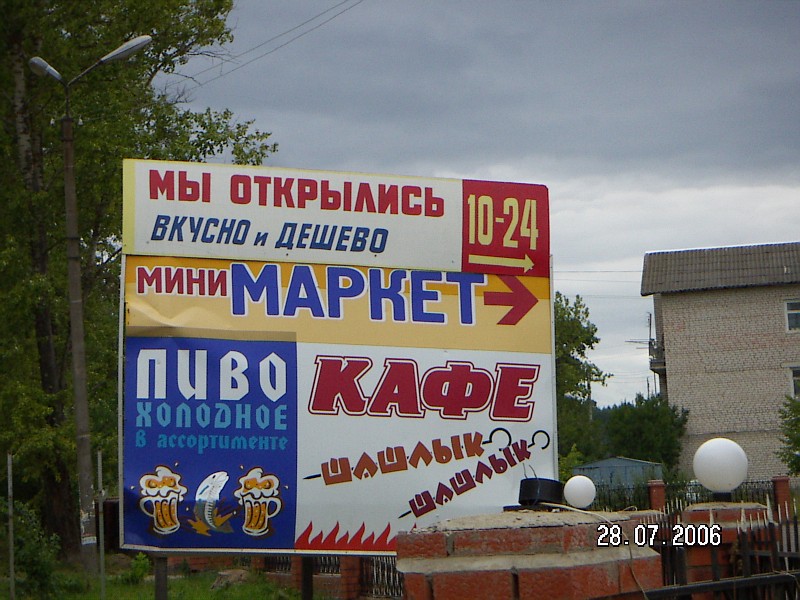 МЫ ОТКРЫЛИСЬ
ВКУСНО и ДЕШЕВО
10-24
МИНИ МАРКЕТ
ПИВО
ХОЛОДНОЕ
в ассортименте
КАФЕ
ШАШЛЫК
ШАШЛЫК
28.07.2006